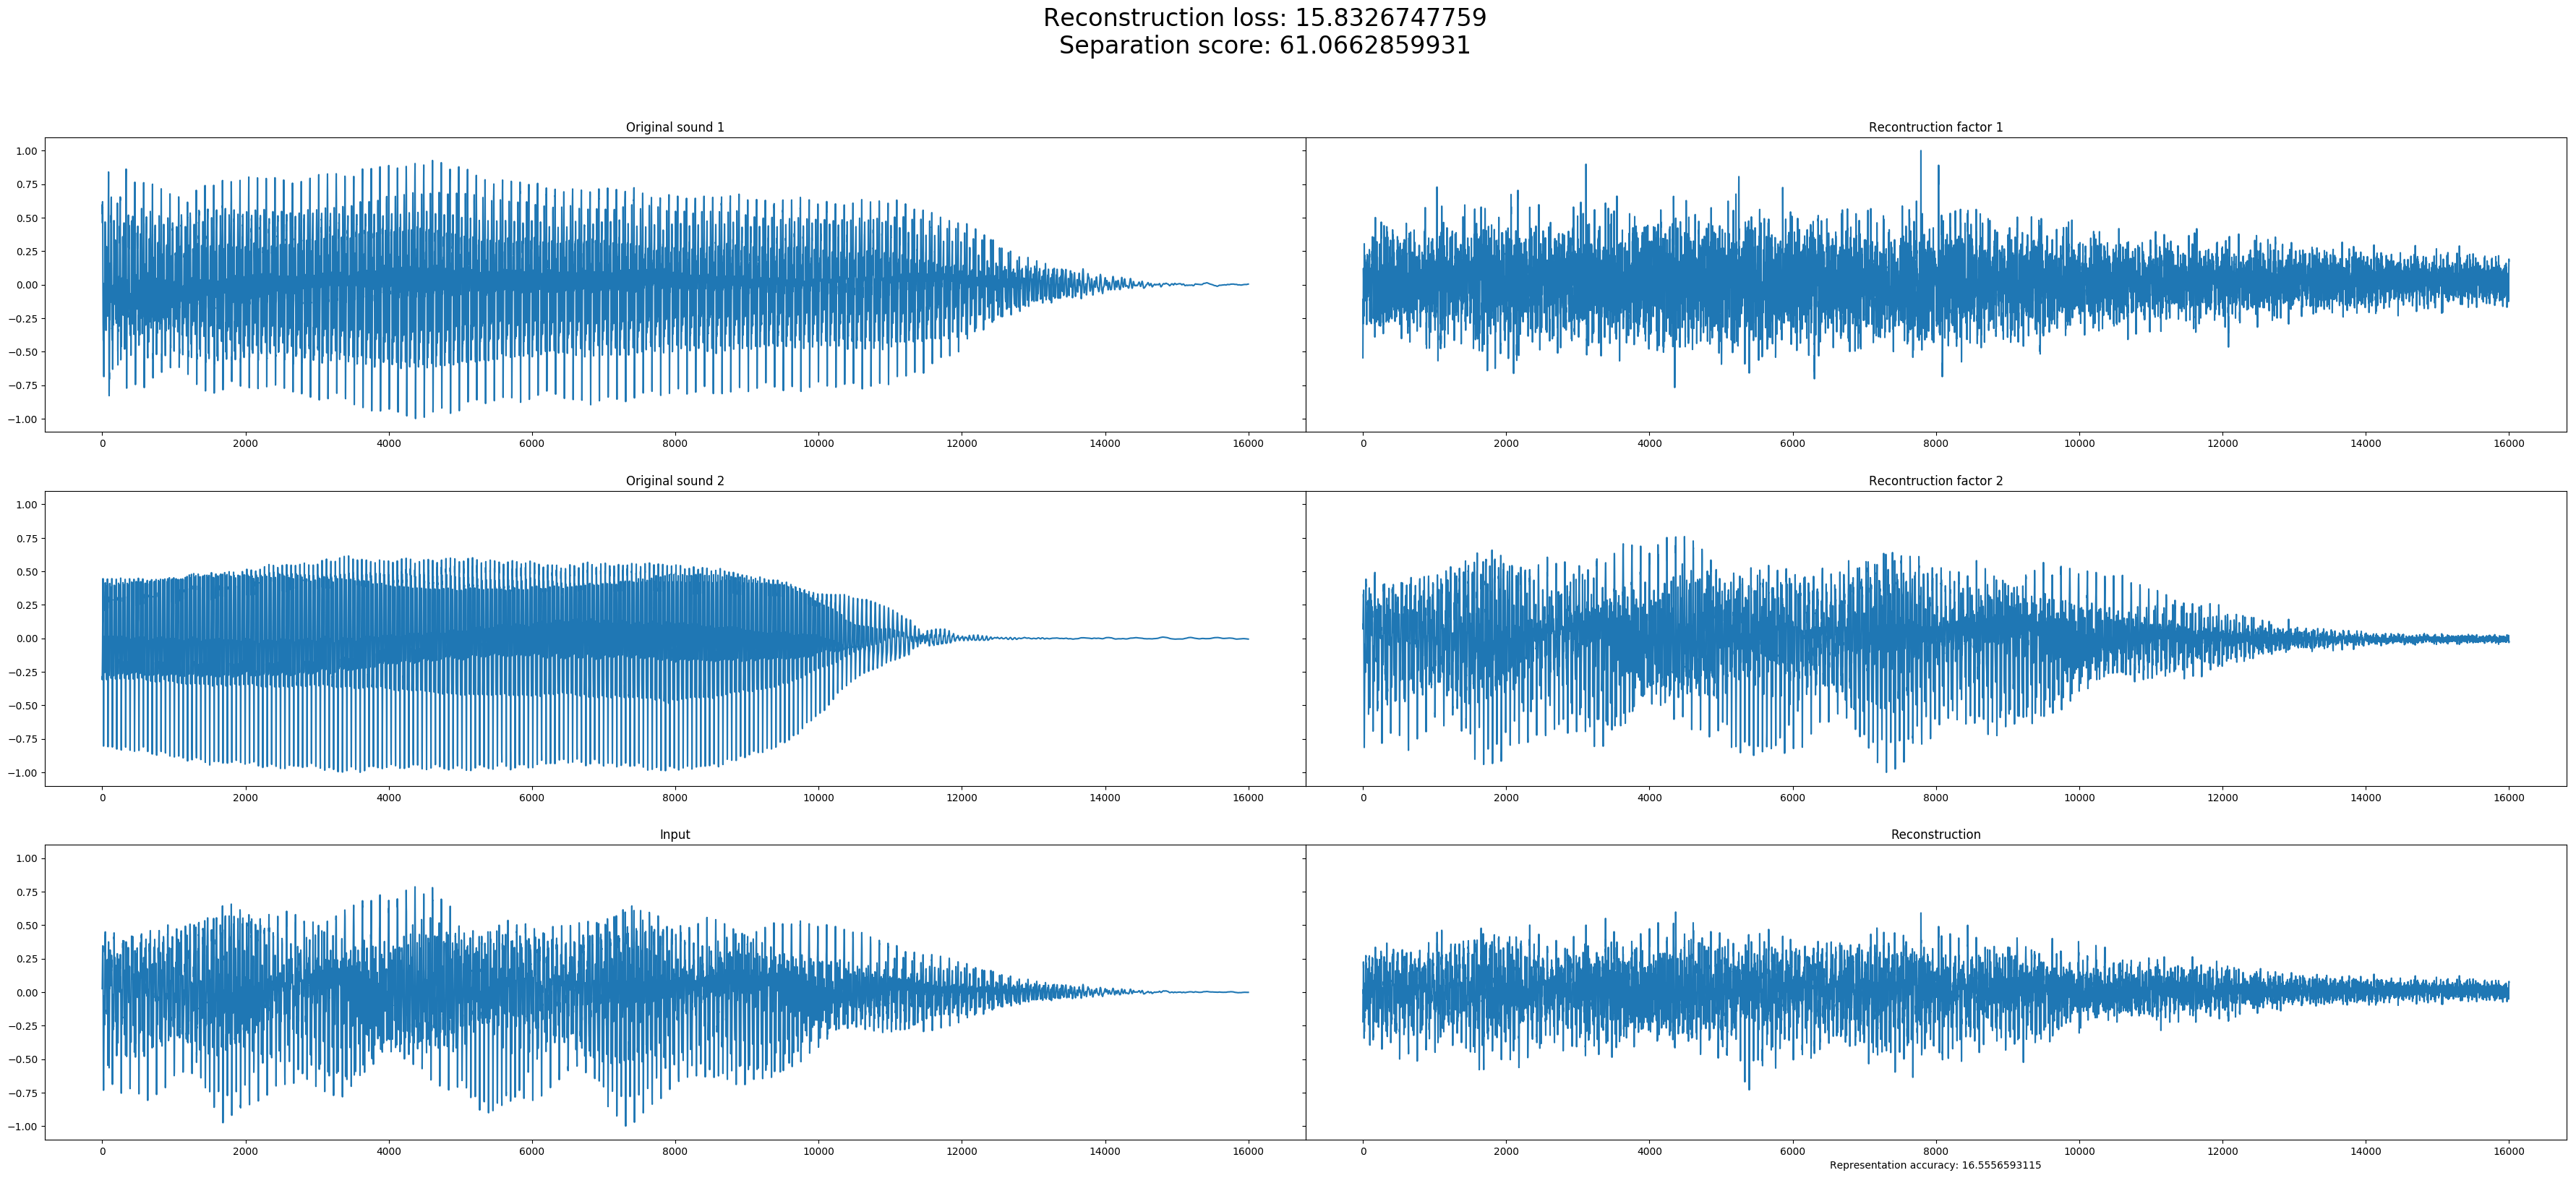 Reconstruction loss: 15.8326747759
Separation score: 61.0662859931
Original sound 1
Recontruction factor 1
1.00
0.75
0.50
0.25
0.00
−0.25
−0.50
−0.75
−1.00
0 2000 4000 6000 8000 10000 12000 14000 16000
0 2000 4000 6000 8000 10000 12000 14000 16000
Original sound 2
Recontruction factor 2
1.00
0.75
0.50
0.25
0.00
−0.25
−0.50
−0.75
−1.00
0 2000 4000 6000 8000 10000 12000 14000 16000
0 2000 4000 6000 8000 10000 12000 14000 16000
Input
Reconstruction
1.00
0.75
0.50
0.25
0.00
−0.25
−0.50
−0.75
−1.00
0 2000 4000 6000 8000 10000 12000 14000 16000
0 2000 4000 6000 8000 10000 12000 14000 16000
Representation accuracy: 16.5556593115